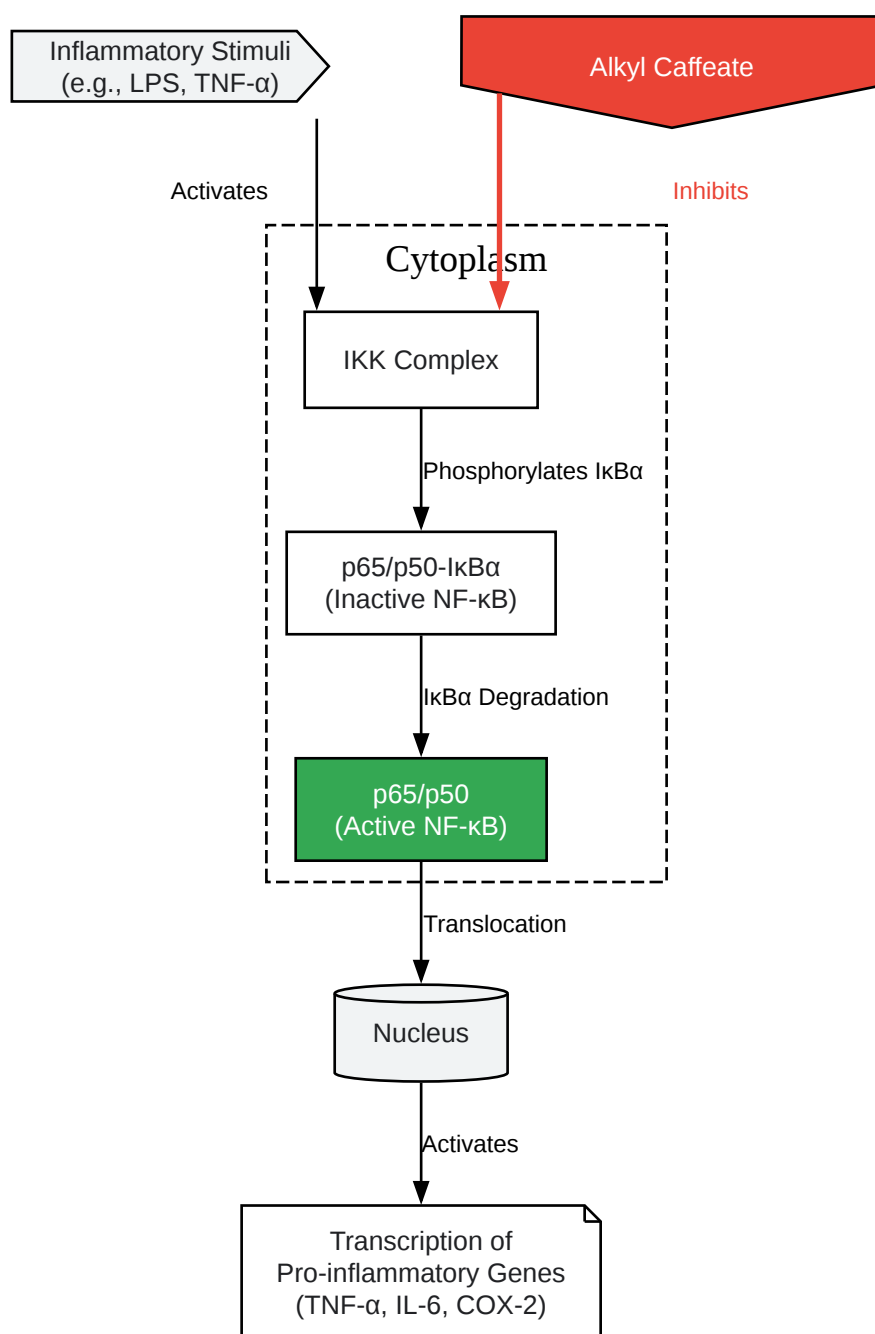 Inflammatory Stimuli
(e.g., LPS, TNF-α)
Alkyl Caffeate
Activates
Inhibits
Cytoplasm
IKK Complex
Phosphorylates IκBα
p65/p50-IκBα
(Inactive NF-κB)
IκBα Degradation
p65/p50
(Active NF-κB)
Translocation
Nucleus
Activates
Transcription of
Pro-inflammatory Genes
(TNF-α, IL-6, COX-2)